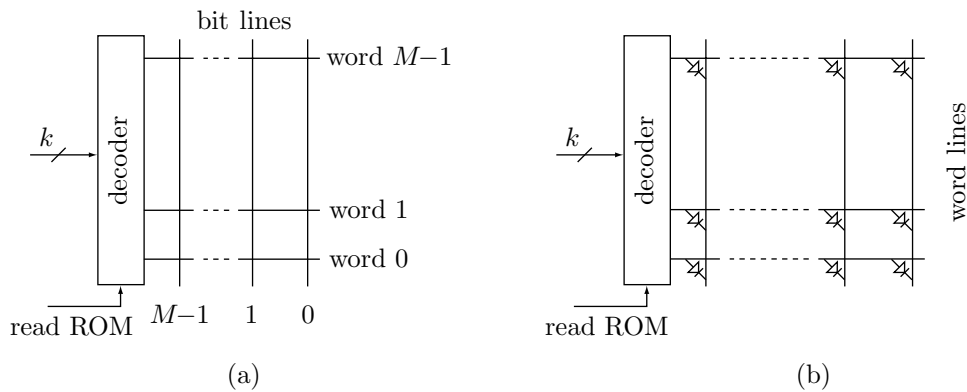 bit lines
word M−1
k
decoder
word 1
word 0
M−1 1 0
read ROM
(a)
k
decoder
word lines
read ROM
(b)